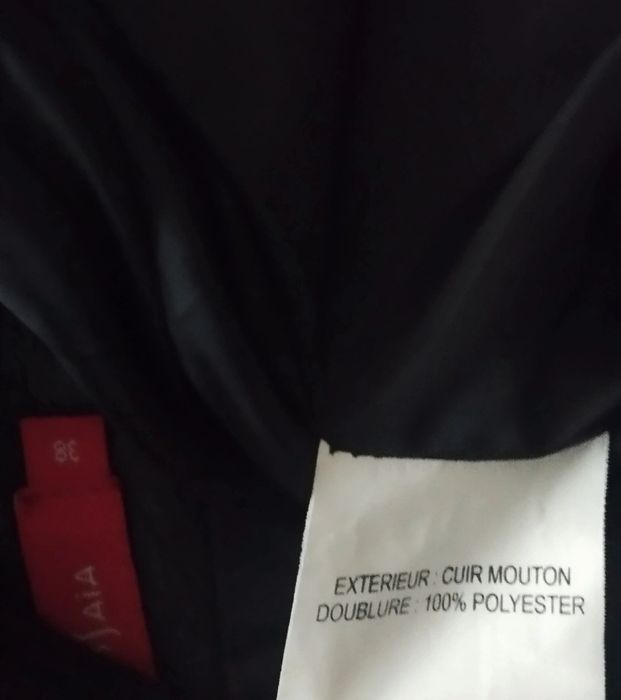 38
EXTERIEUR : CUIR MOUTON
DOUBLURE : 100% POLYESTER